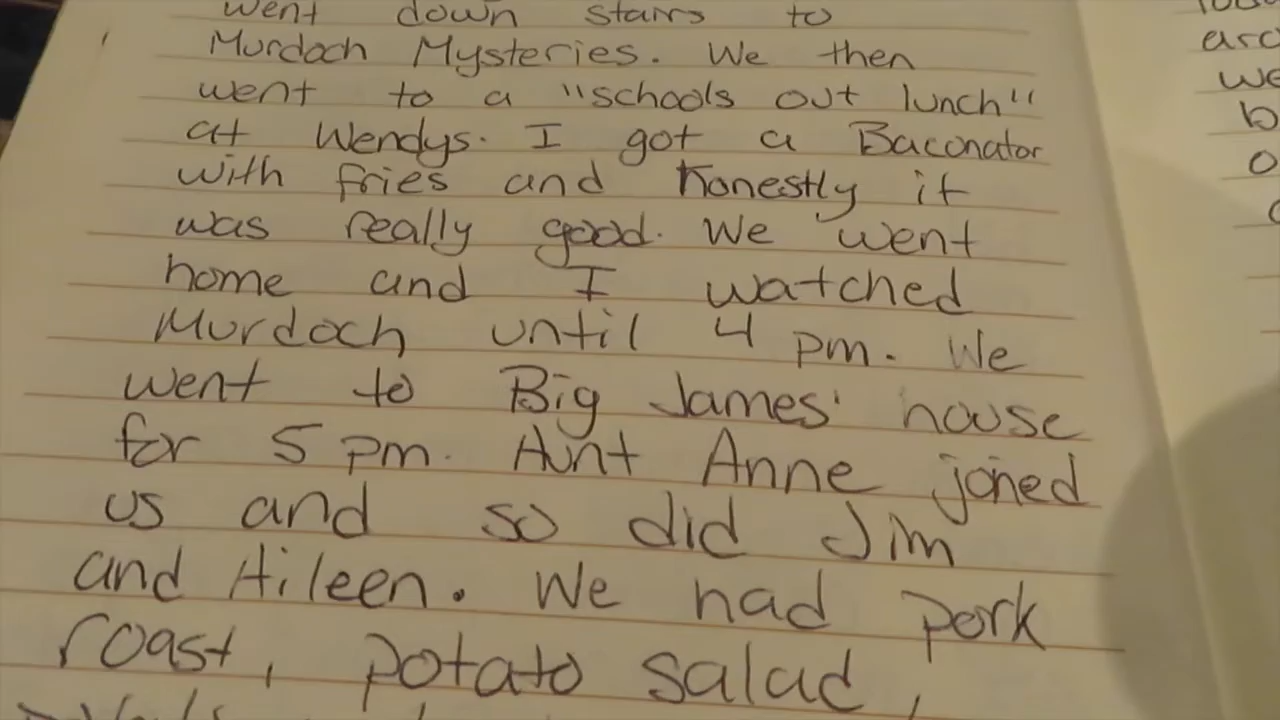 went down stairs to
Murdoch Mysteries. We then
went to a "schools out lunch"
at Wendys. I got a Baconator
with fries and honestly it
was really good. We went
home and I watched
Murdoch until 4 pm. We
went to Big James' house
for 5 pm. Aunt Anne joined
us and so did Jim
and Aileen. We had pork
roast, potato salad,